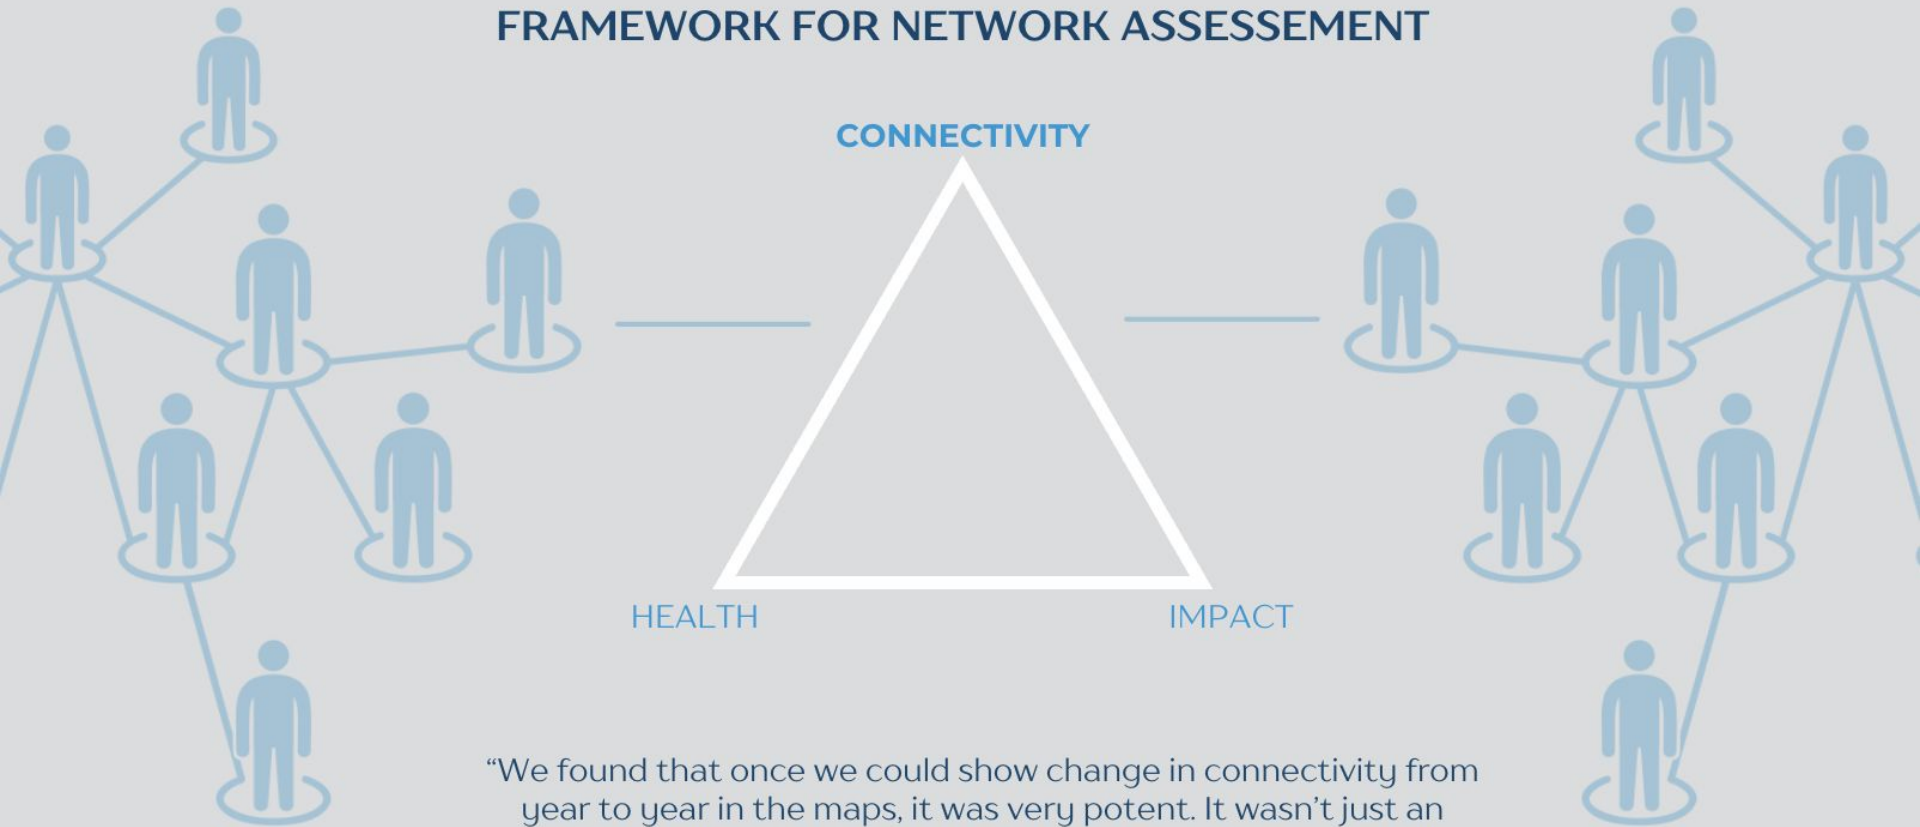 FRAMEWORK FOR NETWORK ASSESSEMENT
CONNECTIVITY
HEALTH
IMPACT
“We found that once we could show change in connectivity from
year to year in the maps, it was very potent. It wasn’t just an